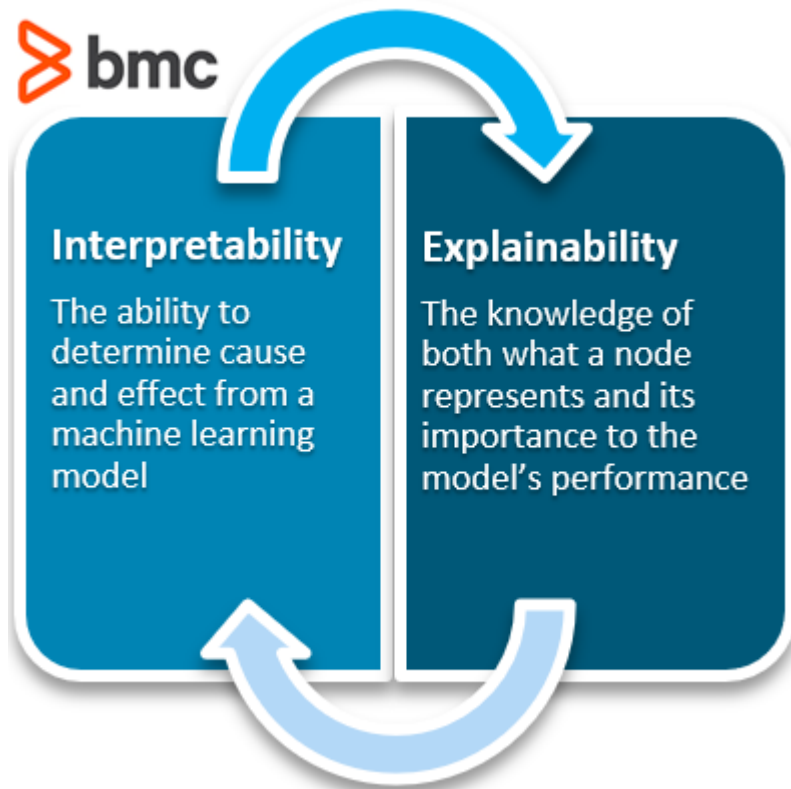 bmc
Interpretability
The ability to
determine cause
and effect from a
machine learning
model
Explainability
The knowledge of
both what a node
represents and its
importance to the
model’s performance